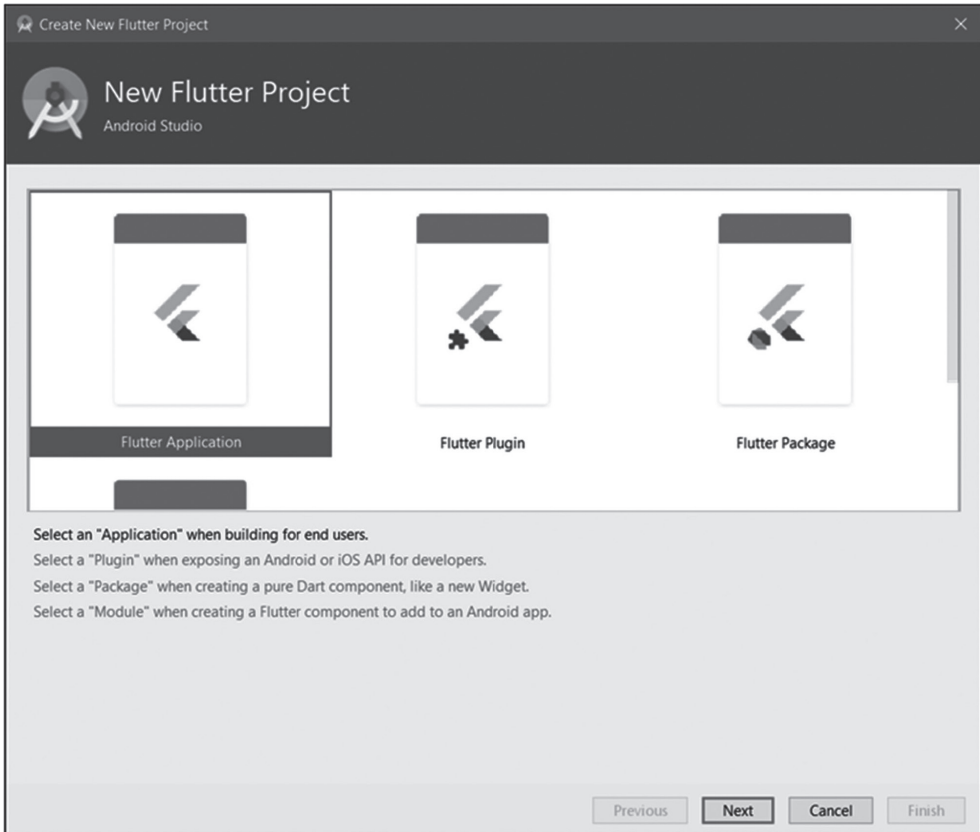 Create New Flutter Project
New Flutter Project
Android Studio
Flutter Application
Flutter Plugin
Flutter Package
Select an "Application" when building for end users.
Select a "Plugin" when exposing an Android or iOS API for developers.
Select a "Package" when creating a pure Dart component, like a new Widget.
Select a "Module" when creating a Flutter component to add to an Android app.
Previous
Next
Cancel
Finish